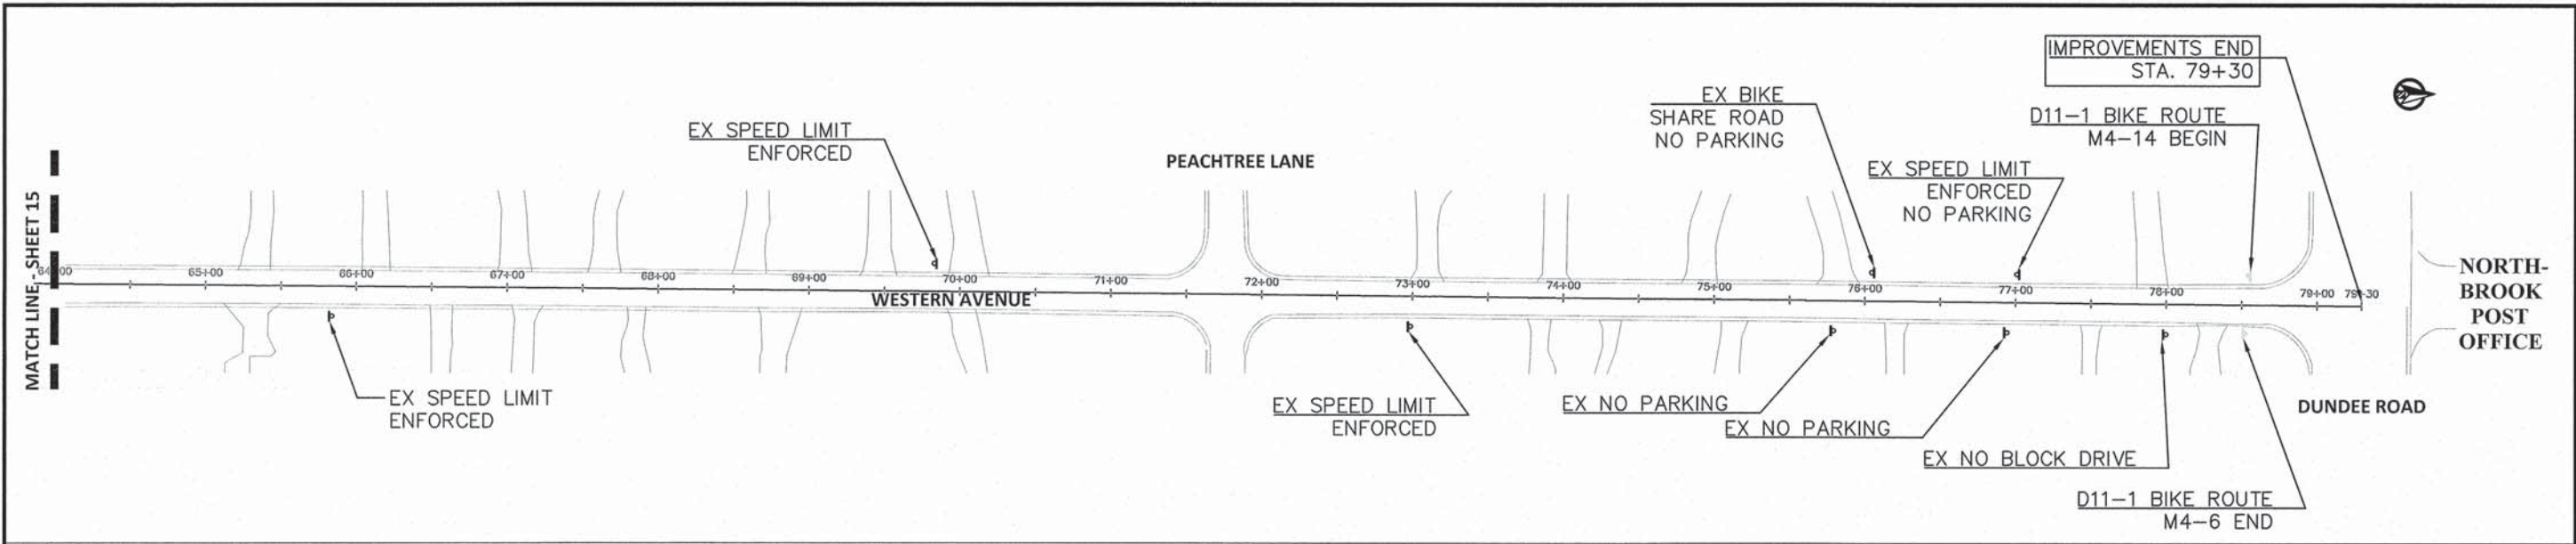 IMPROVEMENTS END
STA. 79+30
EX BIKE
SHARE ROAD
NO PARKING
D11-1 BIKE ROUTE
M4-14 BEGIN
EX SPEED LIMIT
ENFORCED
PEACHTREE LANE
EX SPEED LIMIT
ENFORCED
NO PARKING
MATCH LINE - SHEET 15
65+00
66+00
67+00
68+00
69+00
70+00
71+00
72+00
73+00
74+00
75+00
76+00
77+00
78+00
79+00
79+30
WESTERN AVENUE
NORTH-
BROOK
POST
OFFICE
EX SPEED LIMIT
ENFORCED
EX SPEED LIMIT
ENFORCED
EX NO PARKING
EX NO PARKING
DUNDEE ROAD
EX NO BLOCK DRIVE
D11-1 BIKE ROUTE
M4-6 END